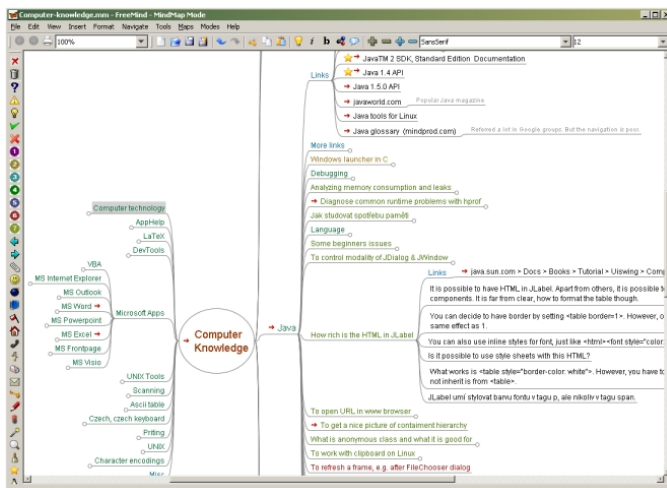 Computer-knowledge.mm - FreeMind - MindMap Mode
File Edit View Insert Format Navigate Tools Maps Modes Help
100%
SansSerif
12
Links
JavaTM 2 SDK, Standard Edition Documentation
Java 1.4 API
Java 1.5.0 API
javaworld.com
Popular Java magazine.
Java tools for Linux
Java glossary (mindprod.com)
Referred a lot in Google groups. But the navigation is poor.
More links
Windows launcher in C
Debugging
Analyzing memory consumption and leaks
Diagnose common runtime problems with hprof
Jak studovat spotřebu paměti
Language
Some beginners issues
To control modality of JDialog & JWindow
Computer technology
AppHelp
LaTeX
DevTools
VBA
MS Internet Explorer
MS Outlook
MS Word
MS Powerpoint
MS Excel
MS Frontpage
MS Visio
Microsoft Apps
UNIX Tools
Scanning
Ascii table
Czech, czech keyboard
Priting
UNIX
Character encodings
Misc
Computer
Knowledge
Java
How rich is the HTML in JLabel
Links
java.sun.com > Docs > Books > Tutorial > Uiswing > Comp
It is possible to have HTML in JLabel. Apart from others, it is possible t
components. It is far from clear, how to format the table though.
You can decide to have border by setting <table border=1>. However, o
same effect as 1.
You can also use inline styles for font, just like <html><font style="color:
Is it possible to use style sheets with this HTML?
What works is <table style="border-color: white">. However, you have t
not inherit is from <table>.
JLabel umí stylovat barvu fontu v tagu p, ale nikoliv v tagu span.
To open URL in www browser
To get a nice picture of contaiment hierarchy
What is anonymous class and what it is good for
To work with clipboard on Linux
To refresh a frame, e.g. after FileChooser dialog